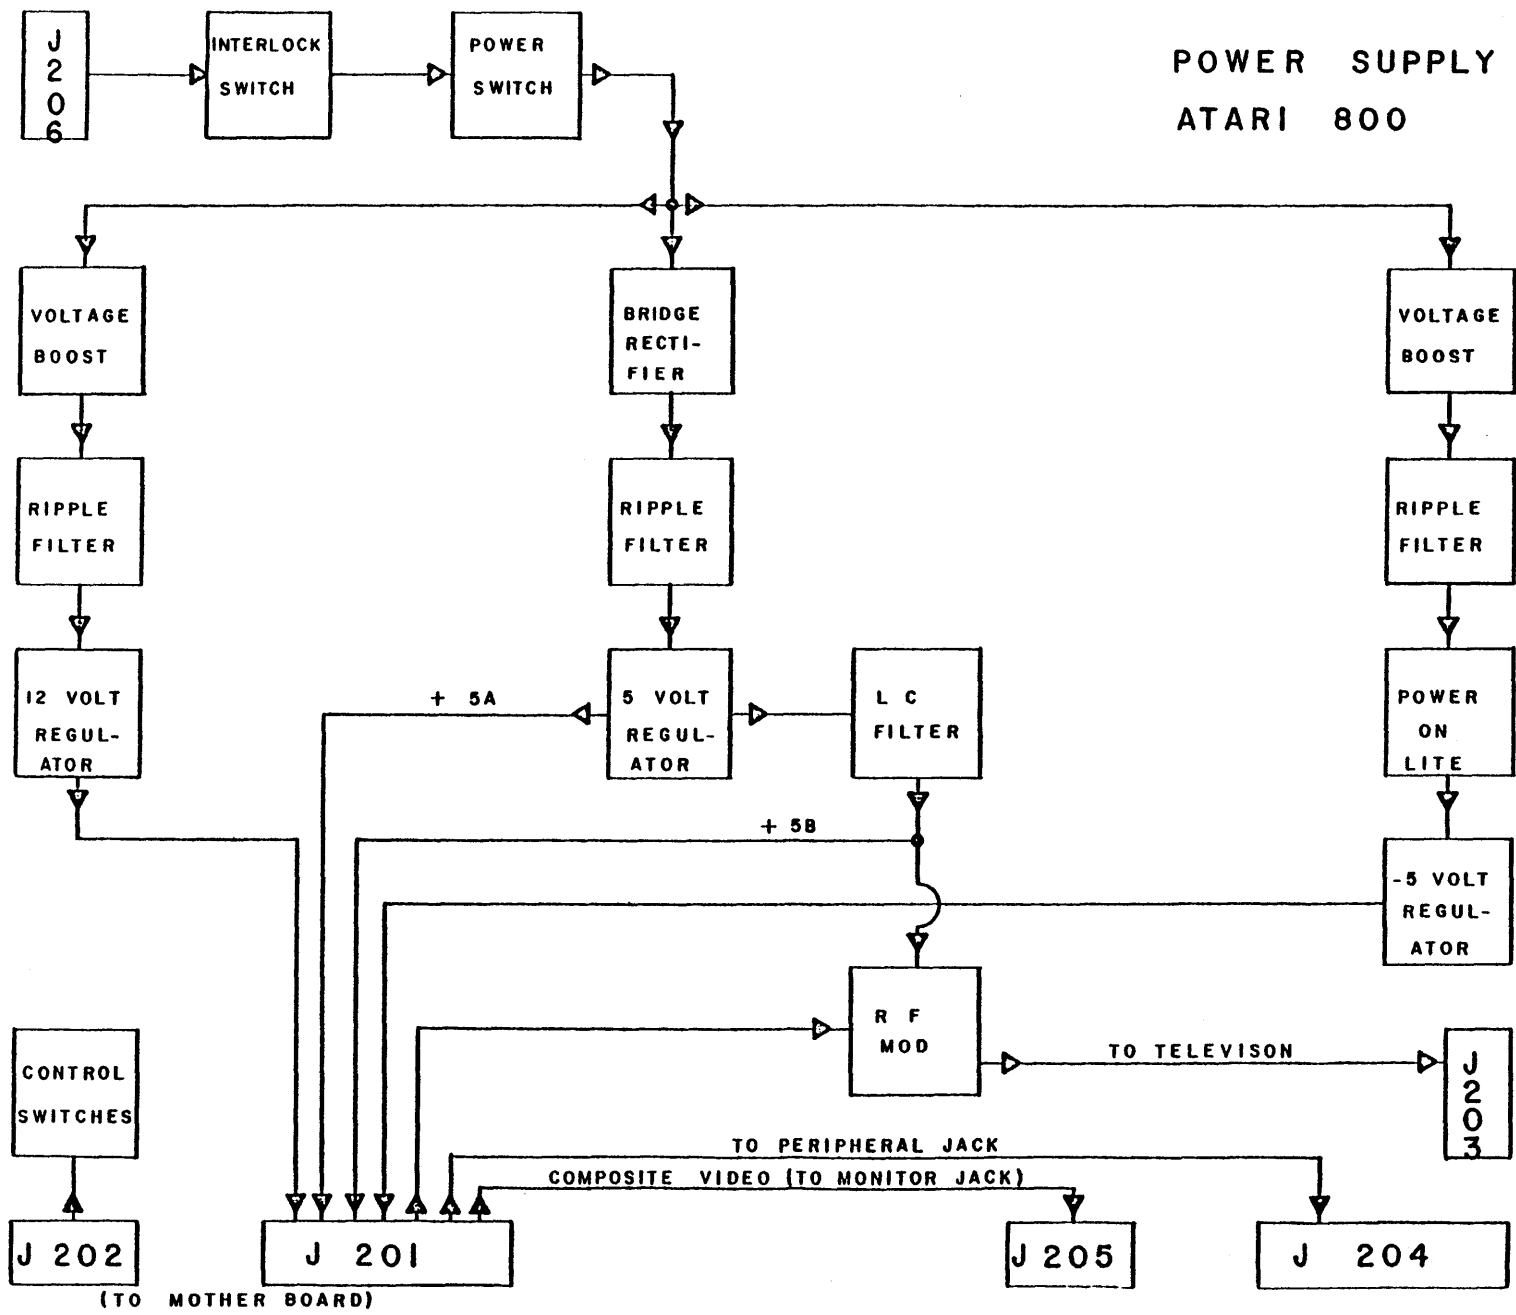 J
2
0
6
INTERLOCK
SWITCH
POWER
SWITCH
POWER SUPPLY
ATARI 800
VOLTAGE
BOOST
BRIDGE
RECTI-
FIER
VOLTAGE
BOOST
RIPPLE
FILTER
RIPPLE
FILTER
RIPPLE
FILTER
12 VOLT
REGUL-
ATOR
+ 5A
5 VOLT
REGUL-
ATOR
L C
FILTER
POWER
ON
LITE
+ 5B
-5 VOLT
REGUL-
ATOR
R F
MOD
CONTROL
SWITCHES
TO TELEVISON
J
2
0
3
TO PERIPHERAL JACK
COMPOSITE VIDEO (TO MONITOR JACK)
J 202
J 201
J 205
J 204
(TO MOTHER BOARD)